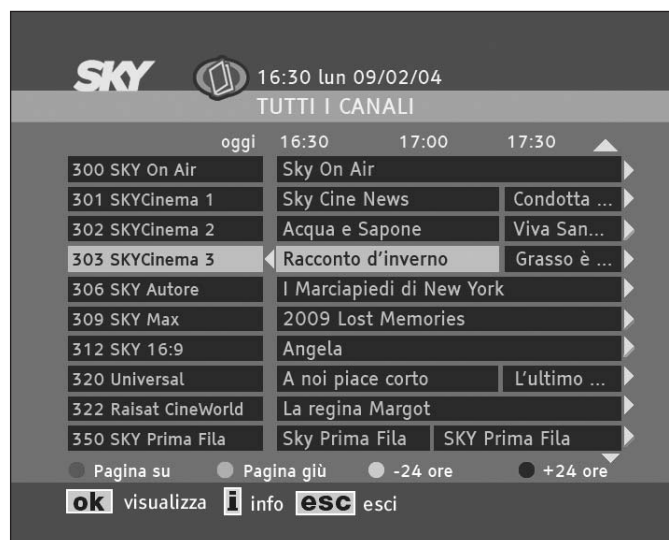 SKY 16:30 lun 09/02/04
TUTTI I CANALI
oggi 16:30 17:00 17:30
300 SKY On Air Sky On Air
301 SKYCinema 1 Sky Cine News Condotta ...
302 SKYCinema 2 Acqua e Sapone Viva San...
303 SKYCinema 3 Racconto d'inverno Grasso è ...
306 SKY Autore I Marciapiedi di New York
309 SKY Max 2009 Lost Memories
312 SKY 16:9 Angela
320 Universal A noi piace corto L'ultimo ...
322 Raisat CineWorld La regina Margot
350 SKY Prima Fila Sky Prima Fila SKY Prima Fila
Pagina su Pagina giù -24 ore +24 ore
ok visualizza i info esc esci